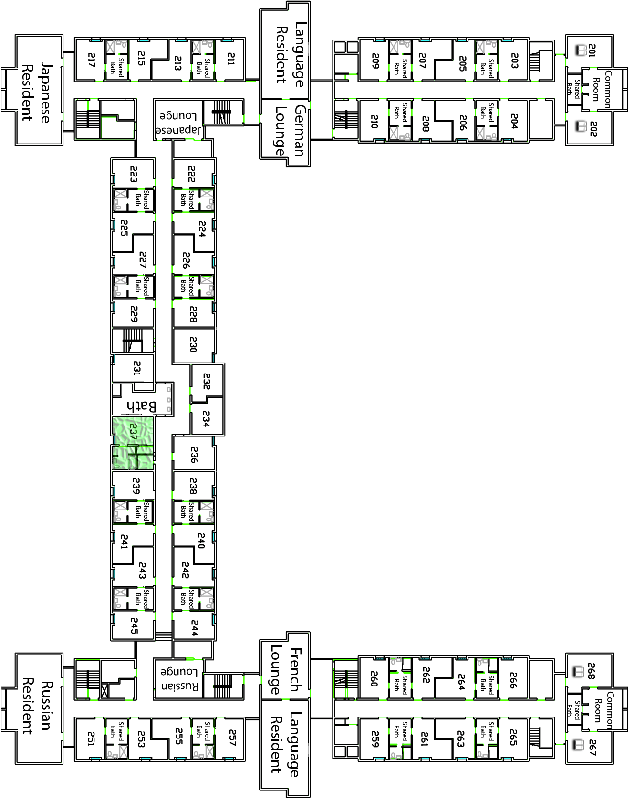 217
Shared
Bath
215
213
Shared
Bath
211
Language
Resident
209
Shared
Bath
207
205
Shared
Bath
203
201
Common
Room
Shared
Bath
202
Japanese
Resident
Japanese
Lounge
German
Lounge
210
Shared
Bath
208
206
Shared
Bath
204
223
Shared
Bath
225
227
Shared
Bath
229
231
Bath
237
239
Shared
Bath
241
243
Shared
Bath
245
222
Shared
Bath
224
226
Shared
Bath
228
230
232
234
236
238
Shared
Bath
240
242
Shared
Bath
244
Russian
Resident
Russian
Lounge
French
Lounge
260
Shared
Bath
262
264
Shared
Bath
266
268
Common
Room
Shared
Bath
267
251
Shared
Bath
253
255
Shared
Bath
257
Language
Resident
259
Shared
Bath
261
263
Shared
Bath
265